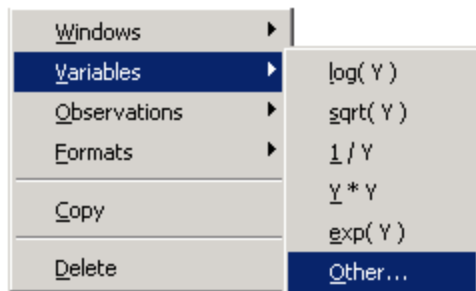 Windows
Variables
Observations
Formats
Copy
Delete
log( Y )
sqrt( Y )
1 / Y
Y * Y
exp( Y )
Other...